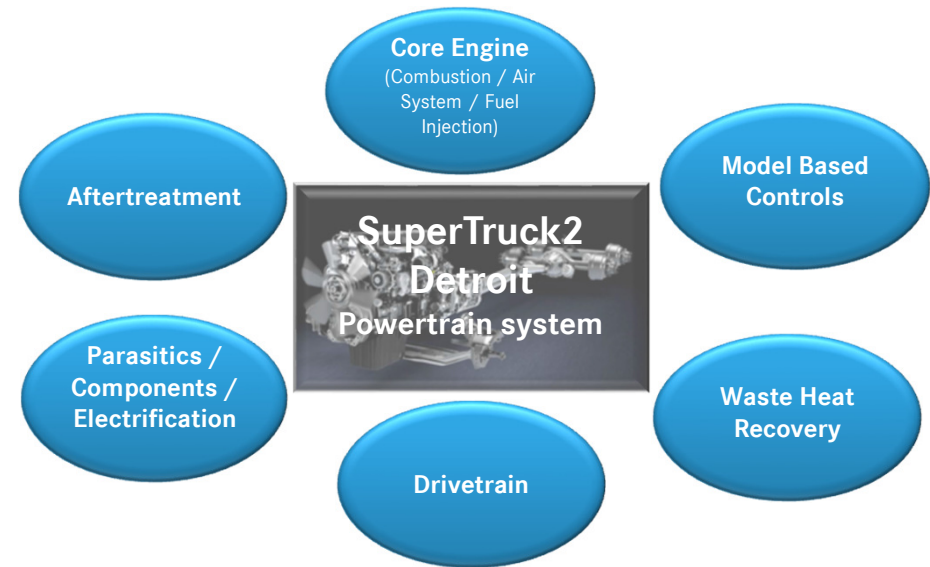 Core Engine
(Combustion / Air
System / Fuel
Injection)
Aftertreatment
Model Based
Controls
SuperTruck2
Detroit
Powertrain system
Parasitics /
Components /
Electrification
Waste Heat
Recovery
Drivetrain